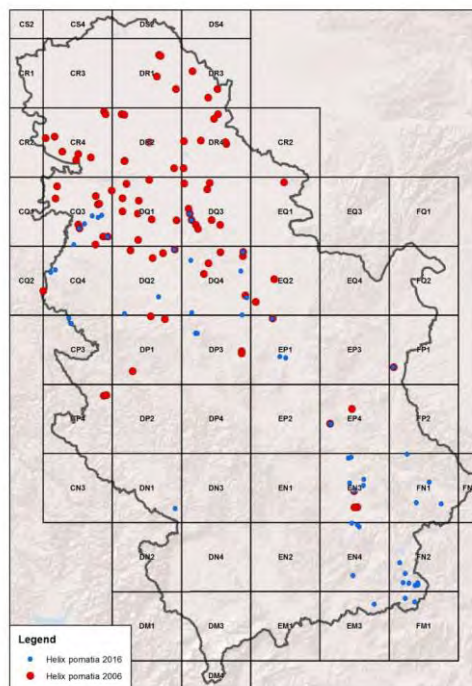 CS2 CS4 DS2 DS4
CR1 CR3 DR1 DR3
CR2 CR4 DR2 DR4 CR2
CQ1 CQ3 DQ1 DQ3 EQ1 EQ3 FQ1
CQ2 CQ4 DQ2 DQ4 EQ2 EQ4 FQ2
CP3 DP1 DP3 EP1 EP3 FP1
DP2 DP4 EP2 EP4 FP2
CN3 DN1 DN3 EN1 EN3 FN1
DN2 DN4 EN2 EN4 FN2
DM1 DM3 EM1 EM3 FM1
DM4
Legend
Helix pomatia 2016
Helix pomatia 2006